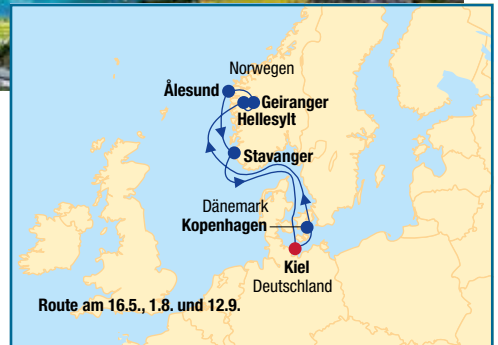 Norwegen
Ålesund
Geiranger
Hellesylt
Stavanger
Dänemark
Kopenhagen
Kiel
Deutschland
Route am 16.5., 1.8. und 12.9.